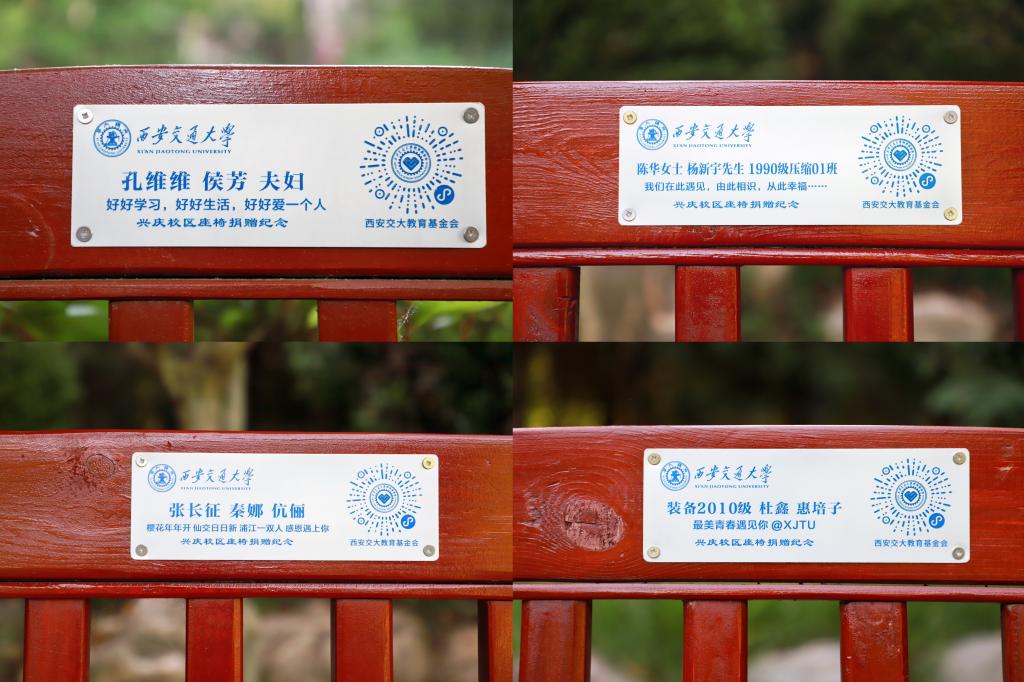 西安交通大学
XI'AN JIAOTONG UNIVERSITY
孔维维 侯芳 夫妇
好好学习，好好生活，好好爱一个人
兴庆校区座椅捐赠纪念
西安交大教育基金会
西安交通大学
XI'AN JIAOTONG UNIVERSITY
陈华女士 杨新宇先生 1990级压缩01班
我们在此遇见，由此相识，从此幸福……
兴庆校区座椅捐赠纪念
西安交大教育基金会
西安交通大学
XI'AN JIAOTONG UNIVERSITY
张长征 秦娜 伉俪
樱花年年开 仙交日日新 浦江一双人 感恩遇上你
兴庆校区座椅捐赠纪念
西安交大教育基金会
西安交通大学
XI'AN JIAOTONG UNIVERSITY
装备2010级 杜鑫 惠培子
最美青春遇见你 @XJTU
兴庆校区座椅捐赠纪念
西安交大教育基金会